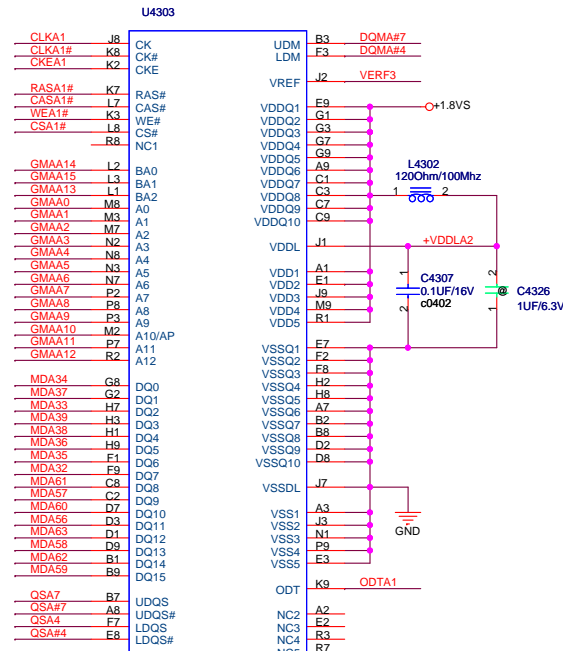 U4303
CLKA1 J8 CK UDM B3 DQMA#7
CLKA1# K8 CK# LDM F3 DQMA#4
CKEA1 K2 CKE
VREF J2 VERF3
RASA1# K7 RAS#
CASA1# L7 CAS# VDDQ1 E9 +1.8VS
WEA1# K3 WE# VDDQ2 G1
CSA1# L8 CS# VDDQ3 G3
R8 NC1 VDDQ4 G7
VDDQ5 G9
GMAA14 L2 BA0 VDDQ6 A9 L4302
GMAA15 L3 BA1 VDDQ7 C1 120Ohm/100Mhz
GMAA13 L1 BA2 VDDQ8 C3 1 2
GMAA0 M8 A0 VDDQ9 C7
GMAA1 M3 A1 VDDQ10 C9
GMAA2 M7 A2
GMAA3 N2 A3 VDDL J1 +VDDLA2
GMAA4 N8 A4
GMAA5 N3 A5 VDD1 A1 1 2
GMAA6 N7 A6 VDD2 E1 C4307
GMAA7 P2 A7 VDD3 J9 0.1UF/16V @ C4326
GMAA8 P8 A8 VDD4 M9 c0402 1UF/6.3V
GMAA9 P3 A9 VDD5 R1 2 1
GMAA10 M2 A10/AP
GMAA11 P7 A11 VSSQ1 E7
GMAA12 R2 A12 VSSQ2 F2
VSSQ3 F8
MDA34 G8 DQ0 VSSQ4 H2
MDA37 G2 DQ1 VSSQ5 H8
MDA33 H7 DQ2 VSSQ6 A7
MDA39 H3 DQ3 VSSQ7 B2
MDA38 H1 DQ4 VSSQ8 B8
MDA36 H9 DQ5 VSSQ9 D2
MDA35 F1 DQ6 VSSQ10 D8
MDA32 F9 DQ7
MDA61 C8 DQ8 VSSDL J7
MDA57 C2 DQ9
MDA60 D7 DQ10 VSS1 A3
MDA56 D3 DQ11 VSS2 J3
MDA63 D1 DQ12 VSS3 N1 GND
MDA58 D9 DQ13 VSS4 P9
MDA62 B1 DQ14 VSS5 E3
MDA59 B9 DQ15
ODT K9 ODTA1
QSA7 B7 UDQS
QSA#7 A8 UDQS# NC2 A2
QSA4 F7 LDQS NC3 E2
QSA#4 E8 LDQS# NC4 R3
R7